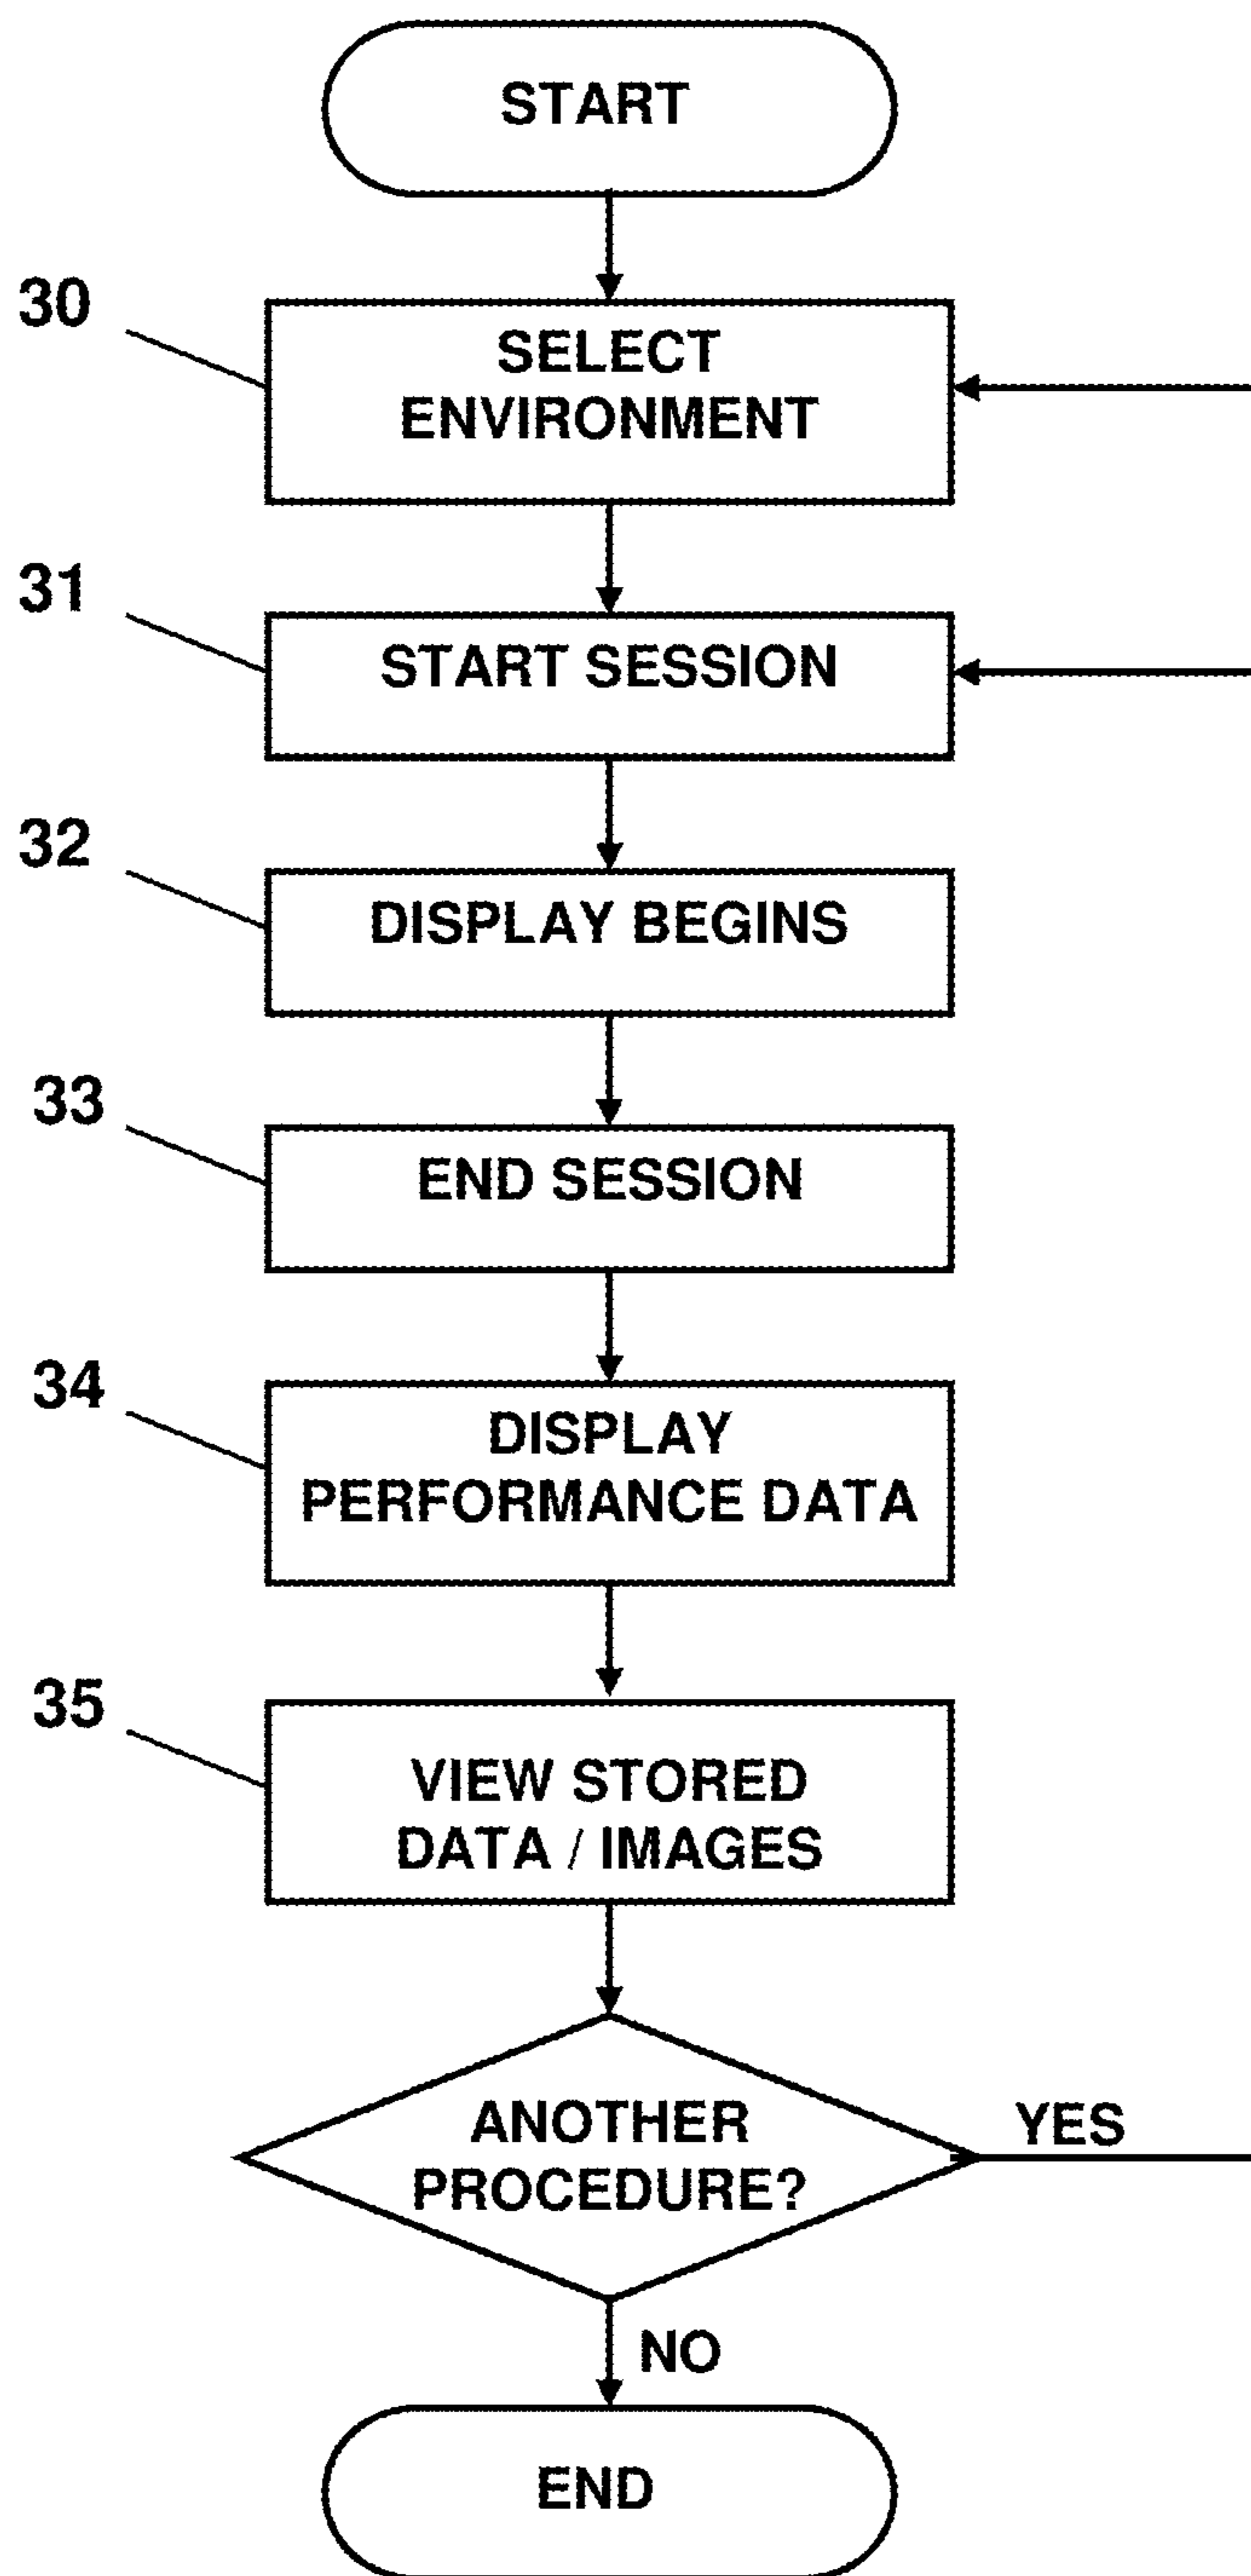 START
30
SELECT
ENVIRONMENT
31
START SESSION
32
DISPLAY BEGINS
33
END SESSION
34
DISPLAY
PERFORMANCE DATA
35
VIEW STORED
DATA / IMAGES
ANOTHER
PROCEDURE?
YES
NO
END